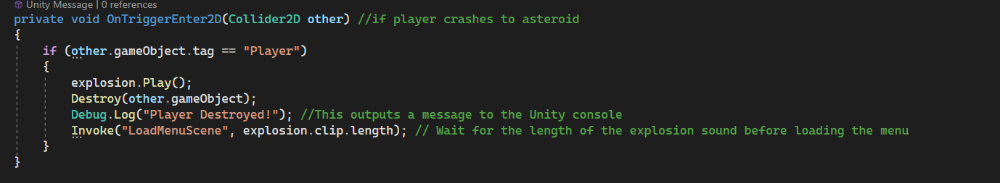 Unity Message | 0 references
private void OnTriggerEnter2D(Collider2D other) //if player crashes to asteroid
{
if (other.gameObject.tag == "Player")
{
explosion.Play();
Destroy(other.gameObject);
Debug.Log("Player Destroyed!"); //This outputs a message to the Unity console
Invoke("LoadMenuScene", explosion.clip.length); // Wait for the length of the explosion sound before loading the menu
}
}